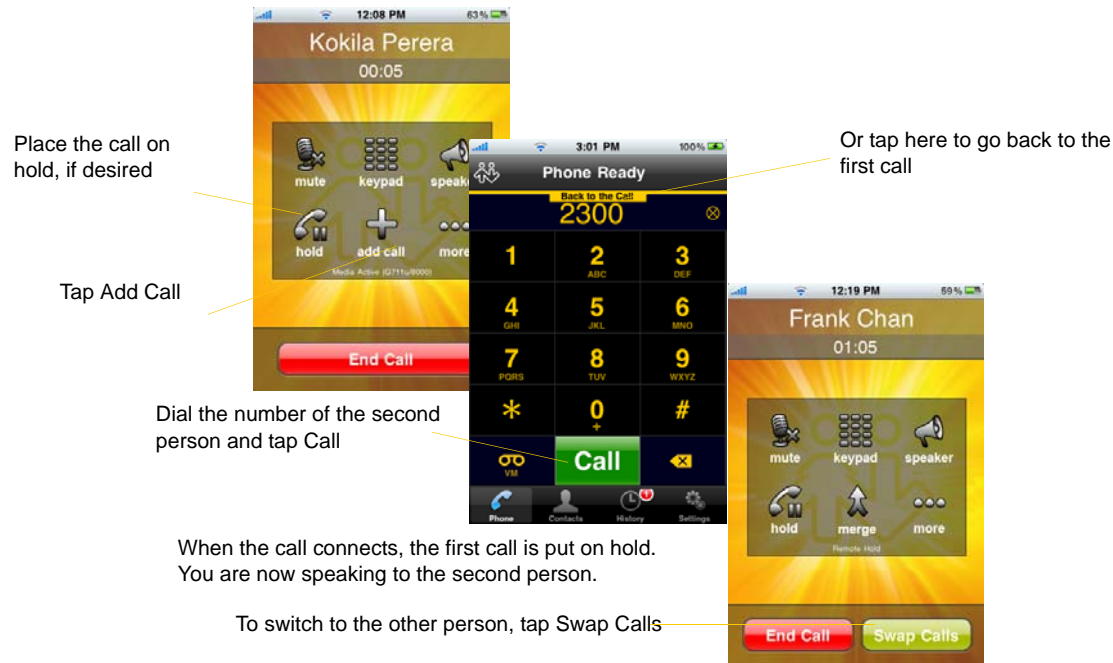 12:08 PM 63%
Kokila Perera
00:05
Place the call on
hold, if desired
mute keypad speak
hold add call more
Media Active (G711u/8000)
Tap Add Call
End Call
3:01 PM 100%
Phone Ready
Back to the Call
2300
Or tap here to go back to the
first call
1 2 3
ABC DEF
4 5 6
GHI JKL MNO
7 8 9
PQRS TUV WXYZ
* 0 #
+
Dial the number of the second
person and tap Call
VM Call
Phone Contacts History Settings
12:19 PM 59%
Frank Chan
01:05
mute keypad speaker
hold merge more
Remote Hold
When the call connects, the first call is put on hold.
You are now speaking to the second person.
To switch to the other person, tap Swap Calls
End Call Swap Calls